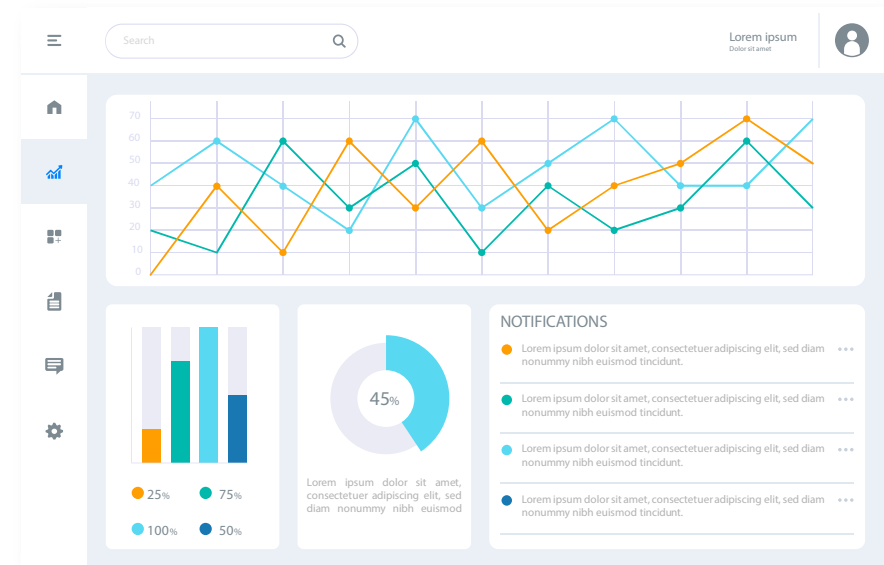 Search
Lorem ipsum
Dolor sit amet
70
60
50
40
30
20
10
0
25%
75%
100%
50%
45%
Lorem ipsum dolor sit amet,
consectetuer adipiscing elit, sed
diam nonummy nibh euismod
NOTIFICATIONS
Lorem ipsum dolor sit amet, consectetuer adipiscing elit, sed diam
nonummy nibh euismod tincidunt.
Lorem ipsum dolor sit amet, consectetuer adipiscing elit, sed diam
nonummy nibh euismod tincidunt.
Lorem ipsum dolor sit amet, consectetuer adipiscing elit, sed diam
nonummy nibh euismod tincidunt.
Lorem ipsum dolor sit amet, consectetuer adipiscing elit, sed diam
nonummy nibh euismod tincidunt.